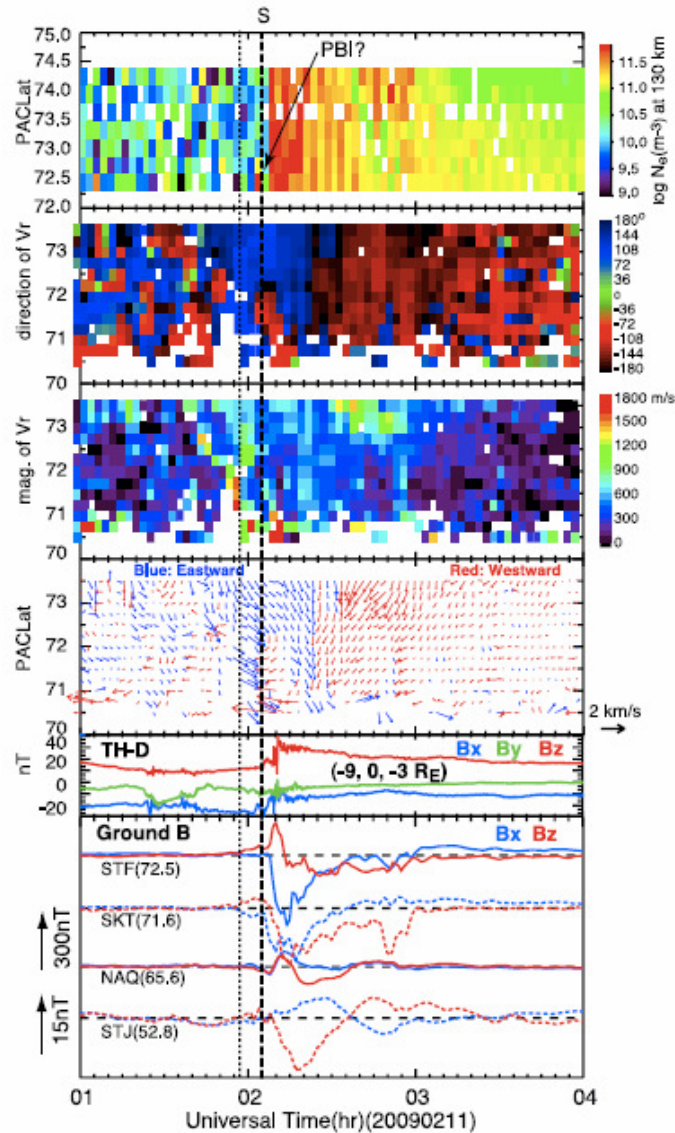 S
PBI?
75.0
74.5
74.0
73.5
73.0
72.5
72.0
PACLat
11.5
11.0
10.5
10.0
9.5
9.0
log Ne(m-3) at 130 km
73
72
71
70
direction of Vr
180°
144
108
72
36
0
-36
-72
-108
-144
-180
73
72
71
70
mag. of Vr
1800 m/s
1500
1200
900
600
300
0
Blue: Eastward Red: Westward
73
72
71
70
PACLat
2 km/s
40
20
0
-20
nT
TH-D
Bx By Bz
(-9, 0, -3 RE)
Ground B
Bx Bz
STF(72.5)
SKT(71.6)
300nT
NAQ(65.6)
15nT
STJ(52.8)
01 02 03 04
Universal Time(hr)(20090211)